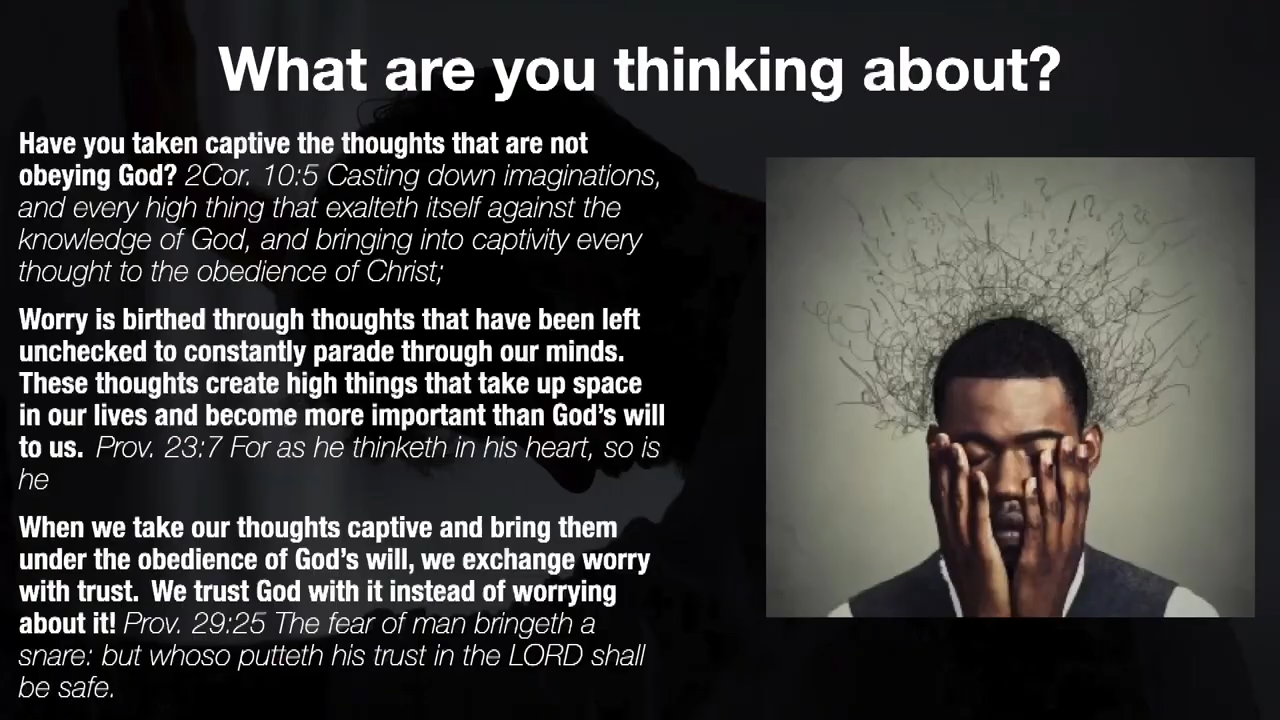 What are you thinking about?
Have you taken captive the thoughts that are not
obeying God? 2Cor. 10:5 Casting down imaginations,
and every high thing that exalteth itself against the
knowledge of God, and bringing into captivity every
thought to the obedience of Christ;
Worry is birthed through thoughts that have been left
unchecked to constantly parade through our minds.
These thoughts create high things that take up space
in our lives and become more important than God's will
to us. Prov. 23:7 For as he thinketh in his heart, so is
he
When we take our thoughts captive and bring them
under the obedience of God's will, we exchange worry
with trust. We trust God with it instead of worrying
about it! Prov. 29:25 The fear of man bringeth a
snare: but whoso putteth his trust in the LORD shall
be safe.